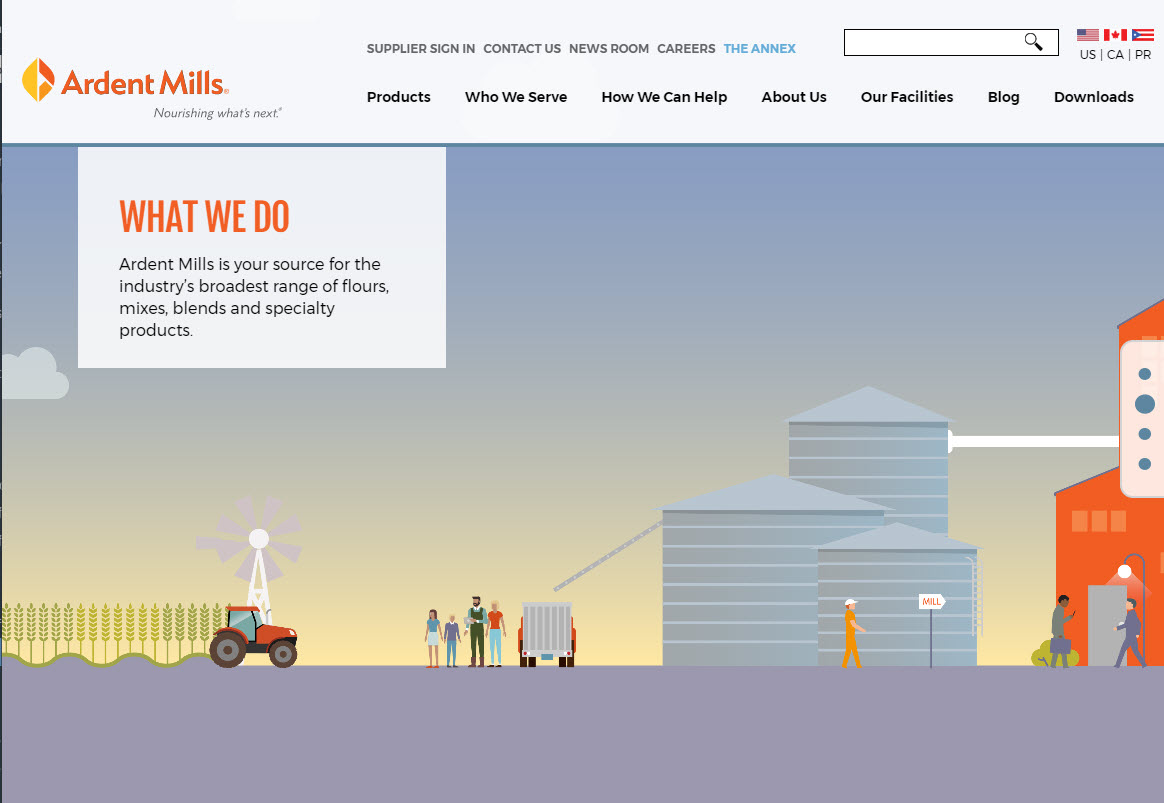 SUPPLIER SIGN IN CONTACT US NEWS ROOM CAREERS THE ANNEX
US | CA | PR
Ardent Mills®
Nourishing what's next.®
Products Who We Serve How We Can Help About Us Our Facilities Blog Downloads
WHAT WE DO
Ardent Mills is your source for the
industry's broadest range of flours,
mixes, blends and specialty
products.
MILL